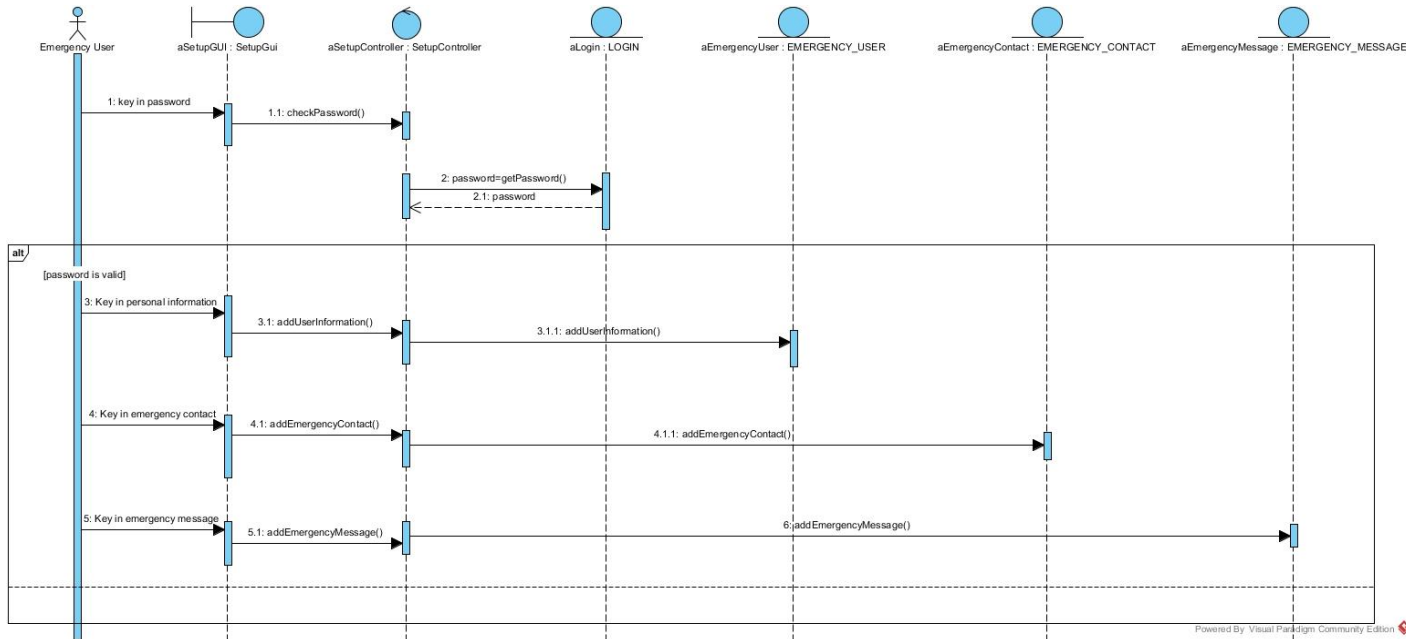 Emergency User
aSetupGUI : SetupGui
aSetupController : SetupController
aLogin : LOGIN
aEmergencyUser : EMERGENCY_USER
aEmergencyContact : EMERGENCY_CONTACT
aEmergencyMessage : EMERGENCY_MESSAGE
1: key in password
1.1: checkPassword()
2: password=getPassword()
2.1: password
alt
[password is valid]
3: Key in personal information
3.1: addUserInformation()
3.1.1: addUserInformation()
4: Key in emergency contact
4.1: addEmergencyContact()
4.1.1: addEmergencyContact()
5: Key in emergency message
5.1: addEmergencyMessage()
6: addEmergencyMessage()
Powered By Visual Paradigm Community Edition